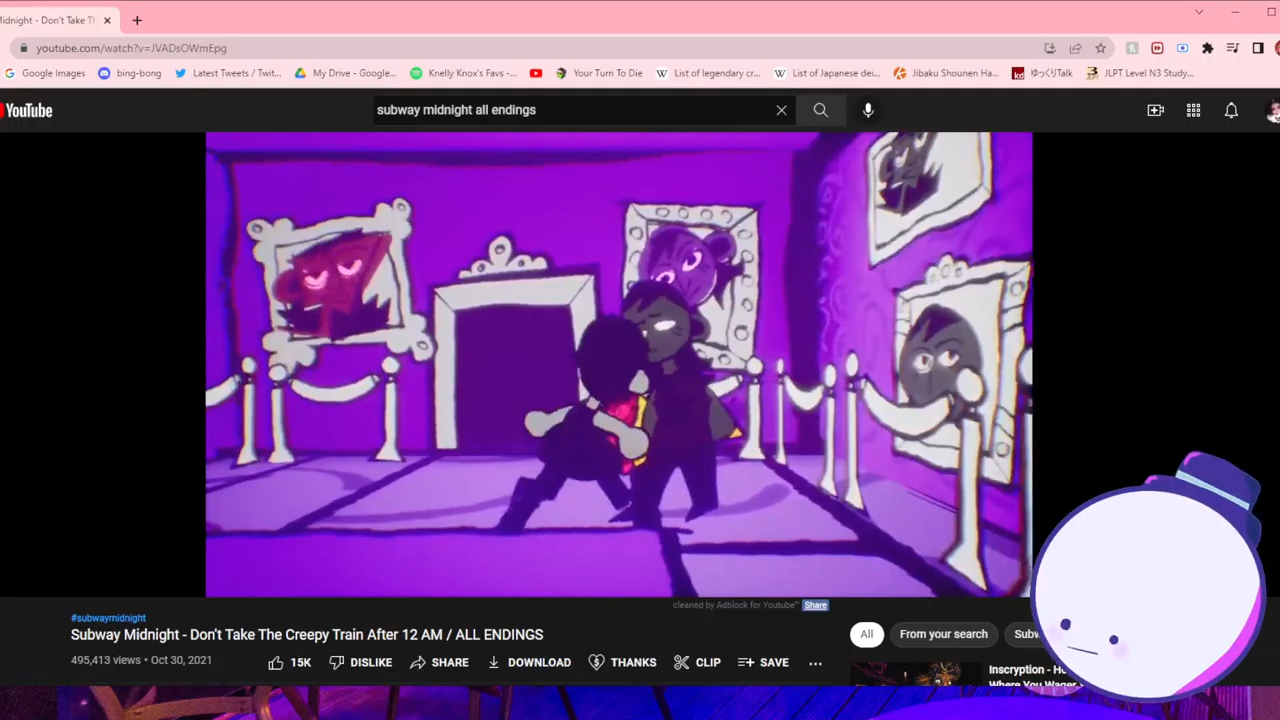 Midnight - Don't Take Th
youtube.com/watch?v=JVADsOWmEpg
Google Images bing-bong Latest Tweets / Twit... My Drive - Google... Knelly Knox's Favs -... Your Turn To Die List of legendary cr... List of Japanese dei... Jibaku Shounen Ha... kd ゆっくりTalk JLPT Level N3 Study...
YouTube subway midnight all endings
cleaned by Adblock for Youtube™ Share
#subwaymidnight
Subway Midnight - Don't Take The Creepy Train After 12 AM / ALL ENDINGS
495,413 views • Oct 30, 2021
15K DISLIKE SHARE DOWNLOAD THANKS CLIP SAVE
All From your search Subw
Inscryption - Ho
Where You Wager